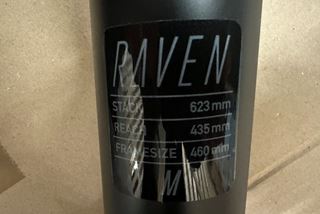 RAVEN
STACK 623 mm
REACH 435 mm
FRAMESIZE 460 mm
M